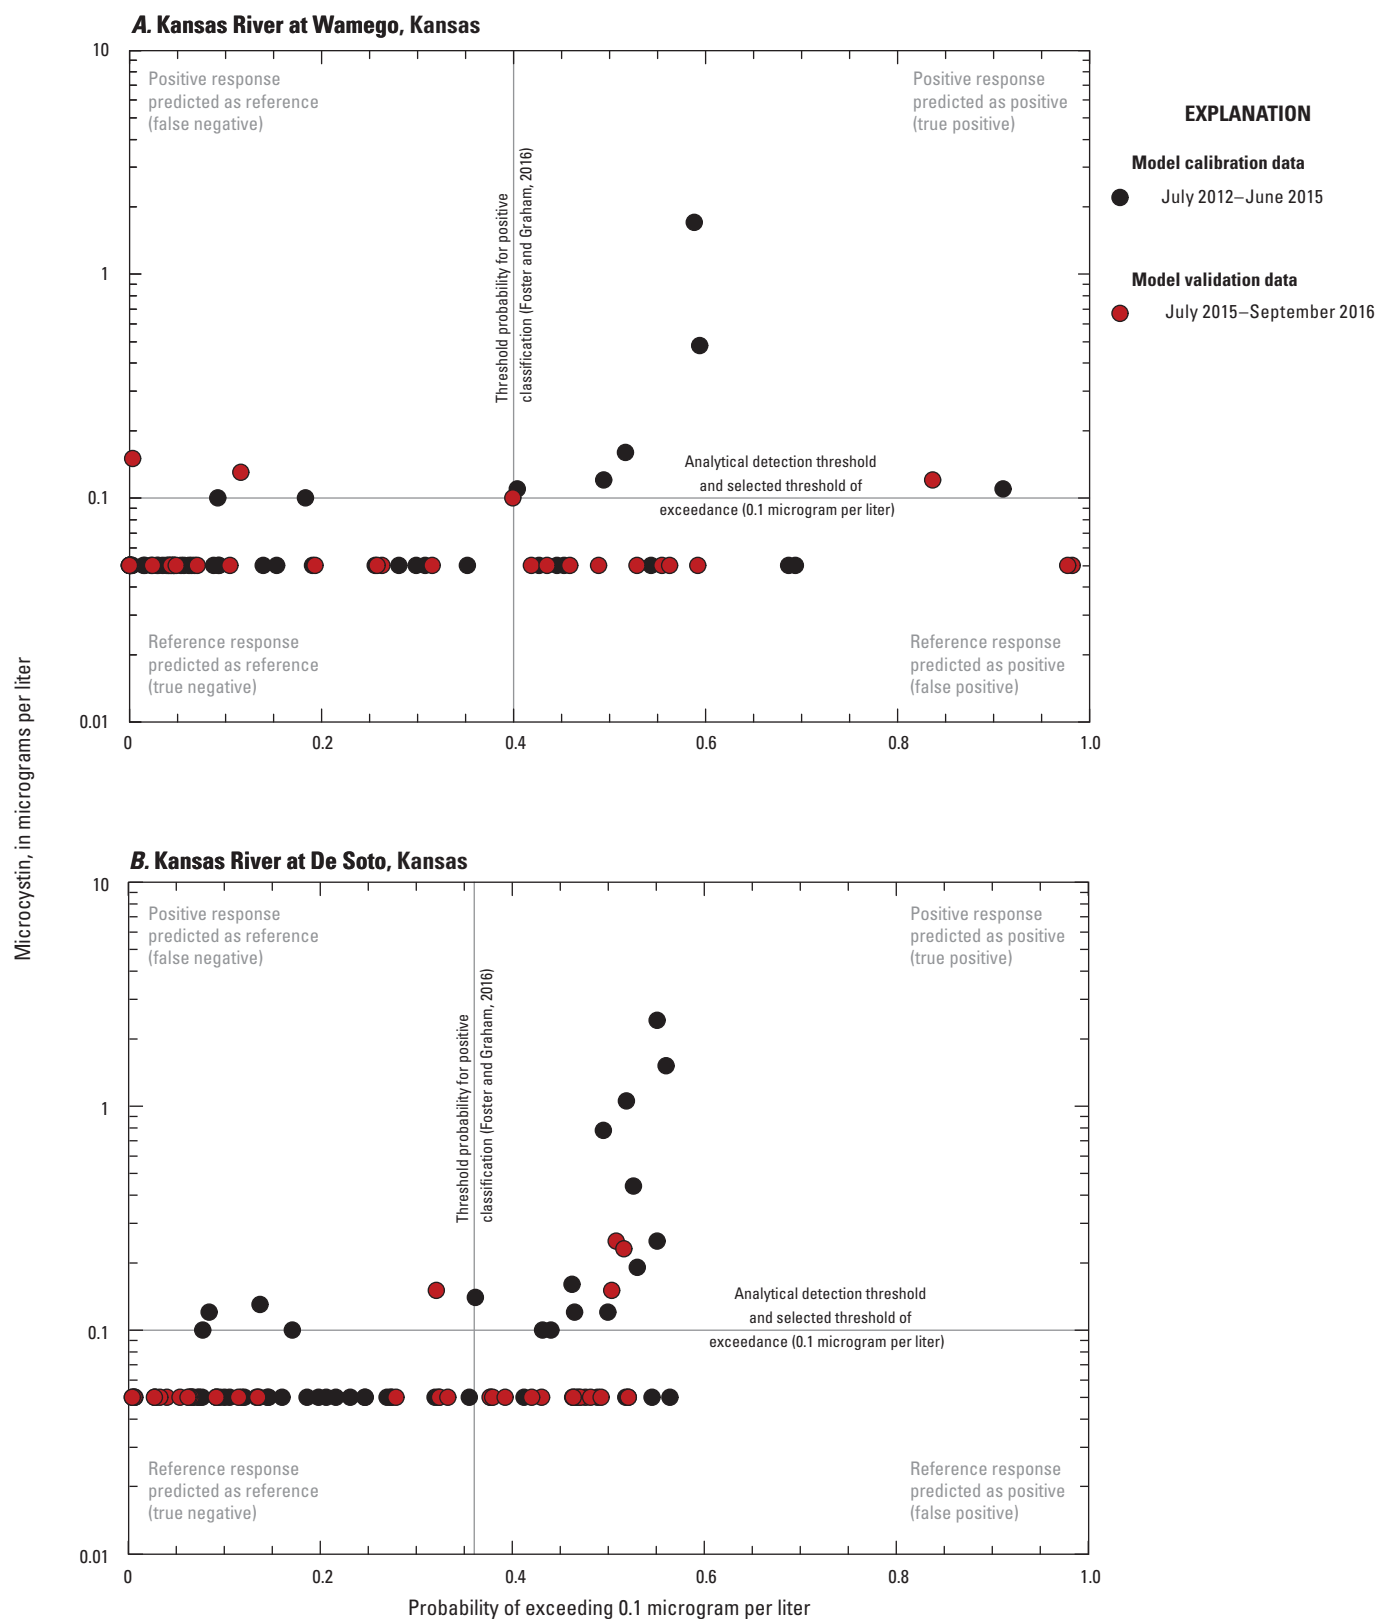 A. Kansas River at Wamego, Kansas
10
Positive response
predicted as reference
(false negative)
Positive response
predicted as positive
(true positive)
EXPLANATION
Model calibration data
July 2012–June 2015
Model validation data
July 2015–September 2016
Threshold probability for positive
classification (Foster and Graham, 2016)
1
Analytical detection threshold
and selected threshold of
exceedance (0.1 microgram per liter)
0.1
Reference response
predicted as reference
(true negative)
Reference response
predicted as positive
(false positive)
0.01
0
0.2
0.4
0.6
0.8
1.0
Microcystin, in micrograms per liter
B. Kansas River at De Soto, Kansas
10
Positive response
predicted as reference
(false negative)
Positive response
predicted as positive
(true positive)
Threshold probability for positive
classification (Foster and Graham, 2016)
1
Analytical detection threshold
and selected threshold of
exceedance (0.1 microgram per liter)
0.1
Reference response
predicted as reference
(true negative)
Reference response
predicted as positive
(false positive)
0.01
0
0.2
0.4
0.6
0.8
1.0
Probability of exceeding 0.1 microgram per liter